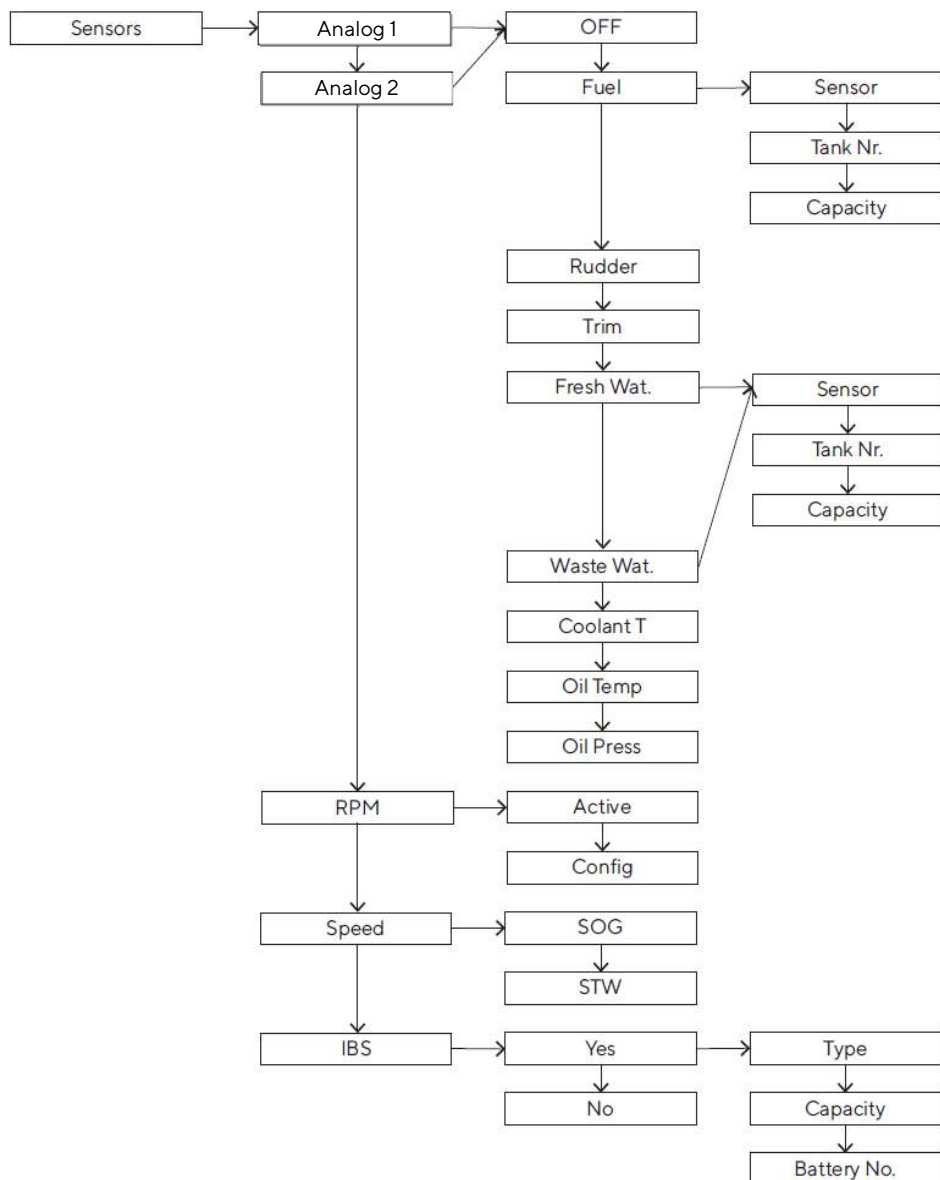 Sensors
Analog 1
OFF
Analog 2
Fuel
Sensor
Tank Nr.
Capacity
Rudder
Trim
Fresh Wat.
Sensor
Tank Nr.
Capacity
Waste Wat.
Coolant T
Oil Temp
Oil Press
RPM
Active
Config
Speed
SOG
STW
IBS
Yes
Type
No
Capacity
Battery No.